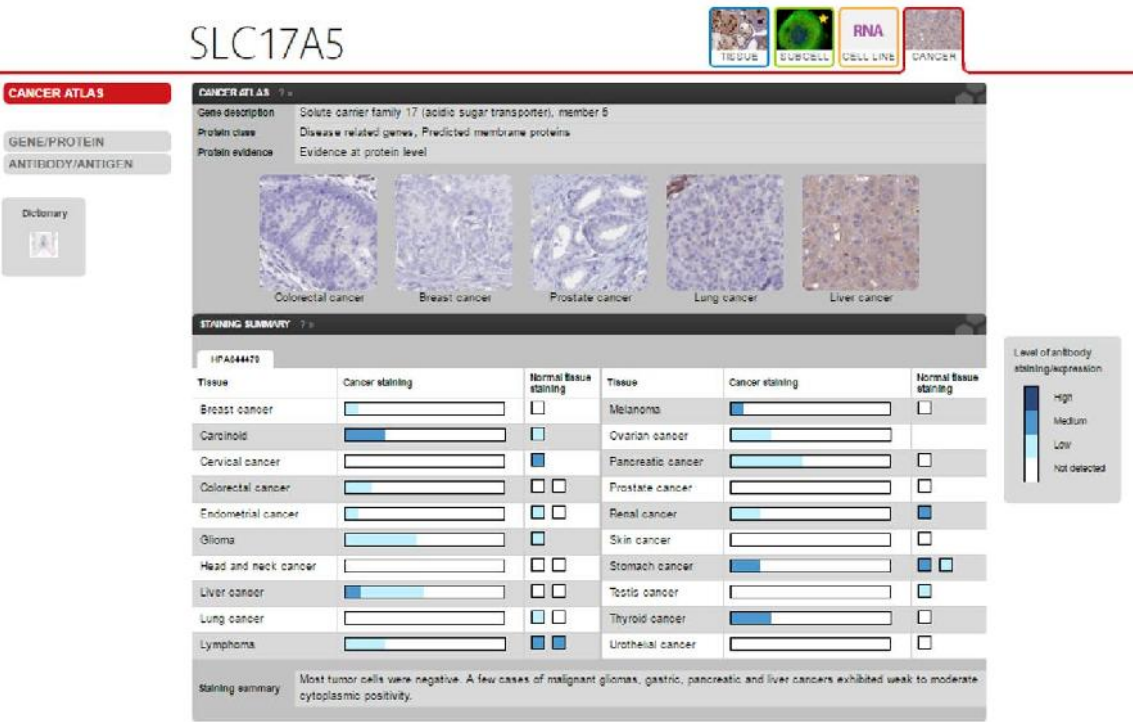 SLC17A5
TISSUE
SUBCELL
RNA
CELL LINE
CANCER
CANCER ATLAS
GENE/PROTEIN
ANTIBODY/ANTIGEN
Dictionary
CANCER ATLAS ? »
Gene description Solute carrier family 17 (acidic sugar transporter), member 5
Protein class Disease related genes, Predicted membrane proteins
Protein evidence Evidence at protein level
Colorectal cancer Breast cancer Prostate cancer Lung cancer Liver cancer
STAINING SUMMARY ? »
HPA044479
Tissue Cancer staining Normal tissue staining Tissue Cancer staining Normal tissue staining
Breast cancer Melanoma
Carcinoid Ovarian cancer
Cervical cancer Pancreatic cancer
Colorectal cancer Prostate cancer
Endometrial cancer Renal cancer
Glioma Skin cancer
Head and neck cancer Stomach cancer
Liver cancer Testis cancer
Lung cancer Thyroid cancer
Lymphoma Urothelial cancer
Staining summary Most tumor cells were negative. A few cases of malignant gliomas, gastric, pancreatic and liver cancers exhibited weak to moderate
cytoplasmic positivity.
Level of antibody
staining/expression
High
Medium
Low
Not detected